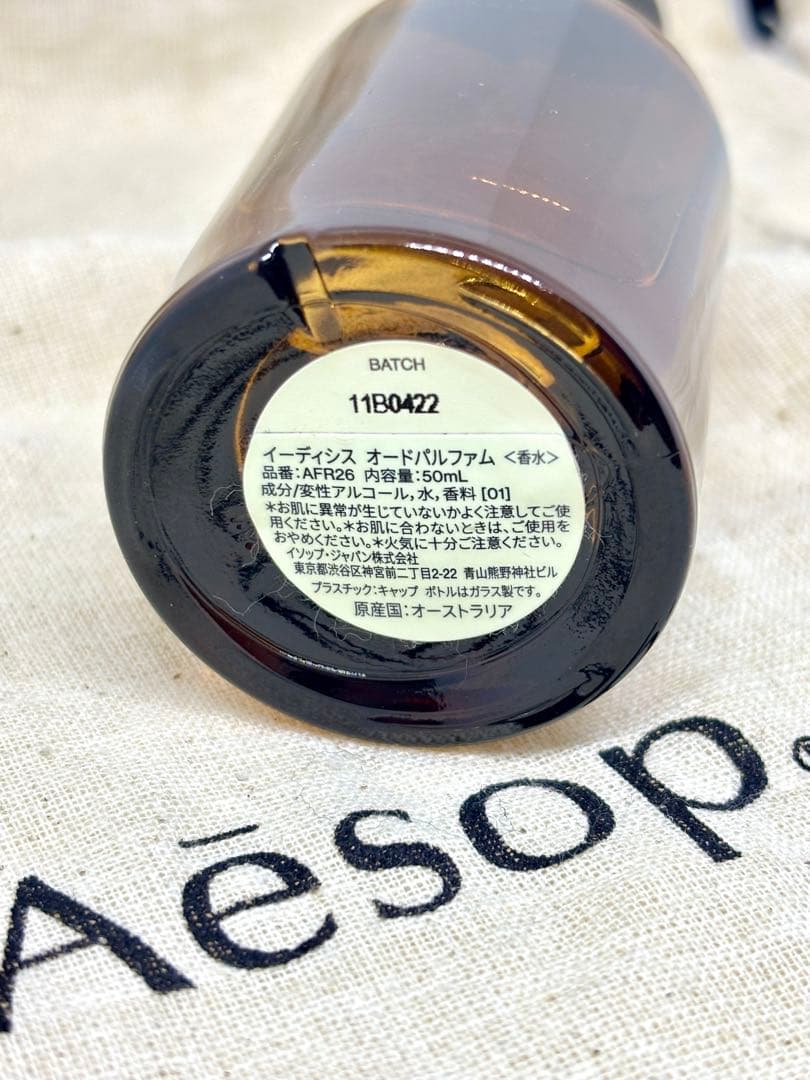 BATCH
11B0422
イーディシス オードパルファム <香水>
品番:AFR26 内容量:50mL
成分/変性アルコール,水,香料 [01]
*お肌に異常が生じていないかよく注意してご使
用ください。*お肌に合わないときは、ご使用を
おやめください。*火気に十分ご注意ください。
イソップ・ジャパン株式会社
東京都渋谷区神宮前二丁目2-22 青山熊野神社ビル
プラスチック:キャップ ボトルはガラス製です。
原産国:オーストラリア
Aēsop®